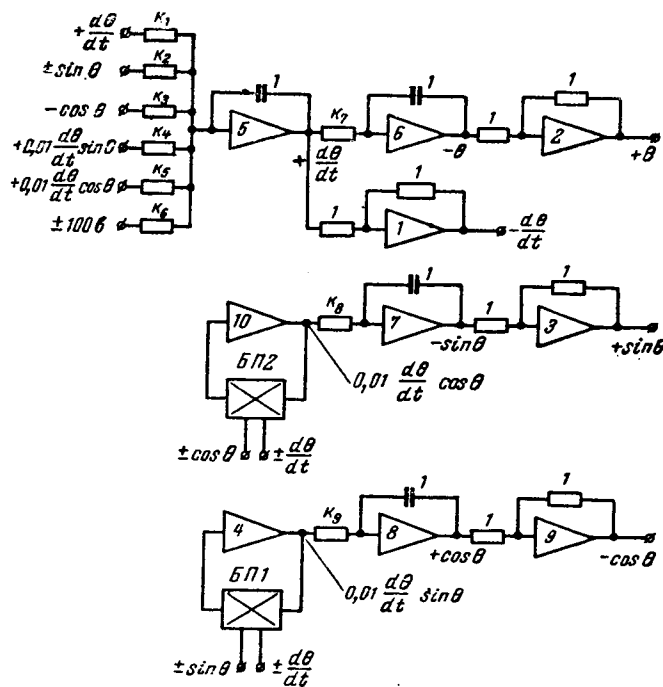 + dθ/dt K₁
± sin θ K₂
- cos θ K₃
+0,01 dθ/dt sin θ K₄
+0,01 dθ/dt cos θ K₅
± 100 в K₆
1
5
+ dθ/dt
K₇
1
6
-θ
1
1
2
+θ
1
1
1
- dθ/dt
10
БП2
± cos θ ± dθ/dt
0,01 dθ/dt cos θ
K₈
1
7
- sin θ
1
1
3
+ sin θ
4
БП1
± sin θ ± dθ/dt
0,01 dθ/dt sin θ
K₉
1
8
+ cos θ
1
1
9
- cos θ